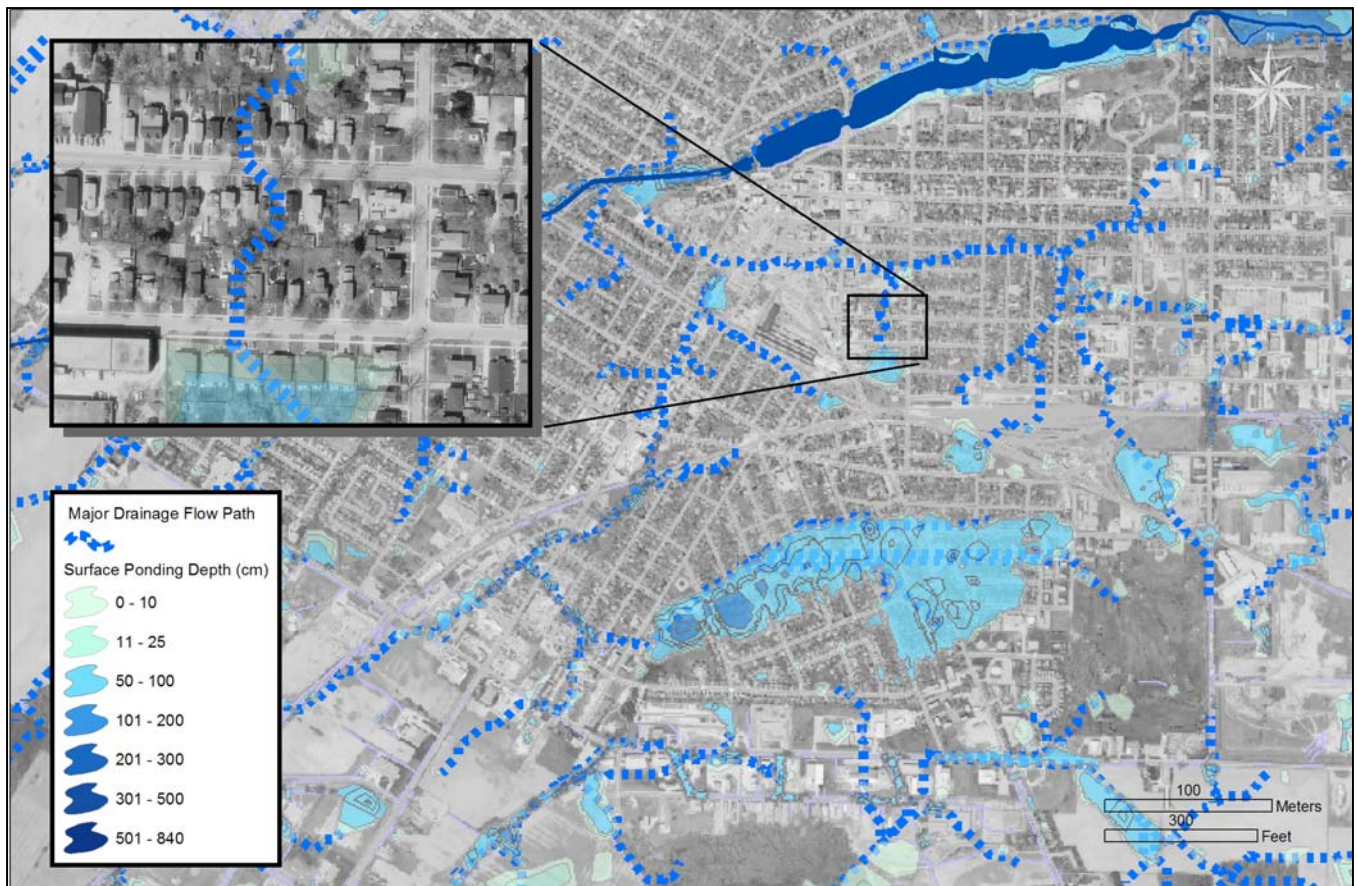 N
Major Drainage Flow Path
Surface Ponding Depth (cm)
0 - 10
11 - 25
50 - 100
101 - 200
201 - 300
301 - 500
501 - 840
100
Meters
300
Feet